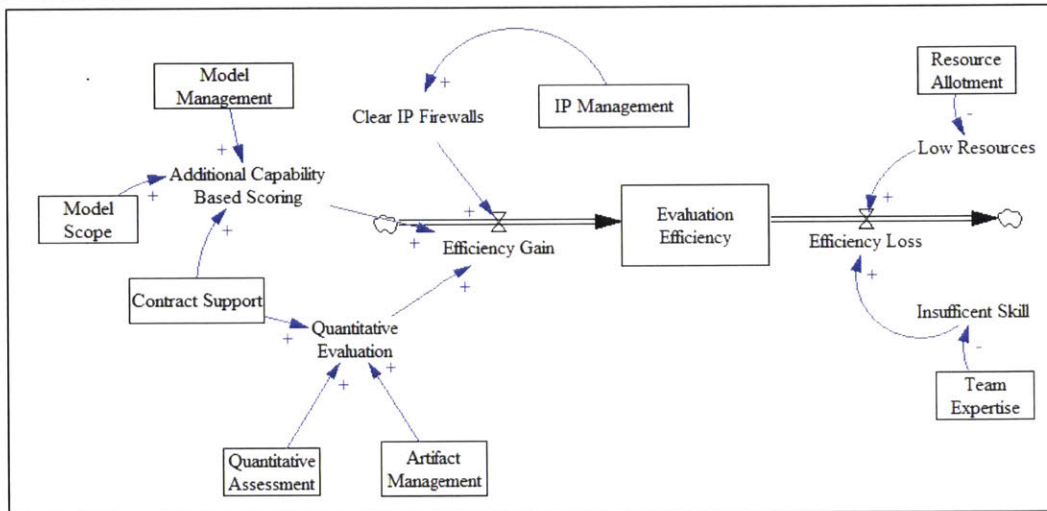 Model
Management
Clear IP Firewalls
+
IP Management
Resource
Allotment
-
Low Resources
+
+
Additional Capability
Based Scoring
+
Model
Scope
+
Contract Support
+
+
+
Efficiency Gain
+
Evaluation
Efficiency
Efficiency Loss
+
Insufficent Skill
-
Team
Expertise
Quantitative
Evaluation
+
+
+
Quantitative
Assessment
Artifact
Management